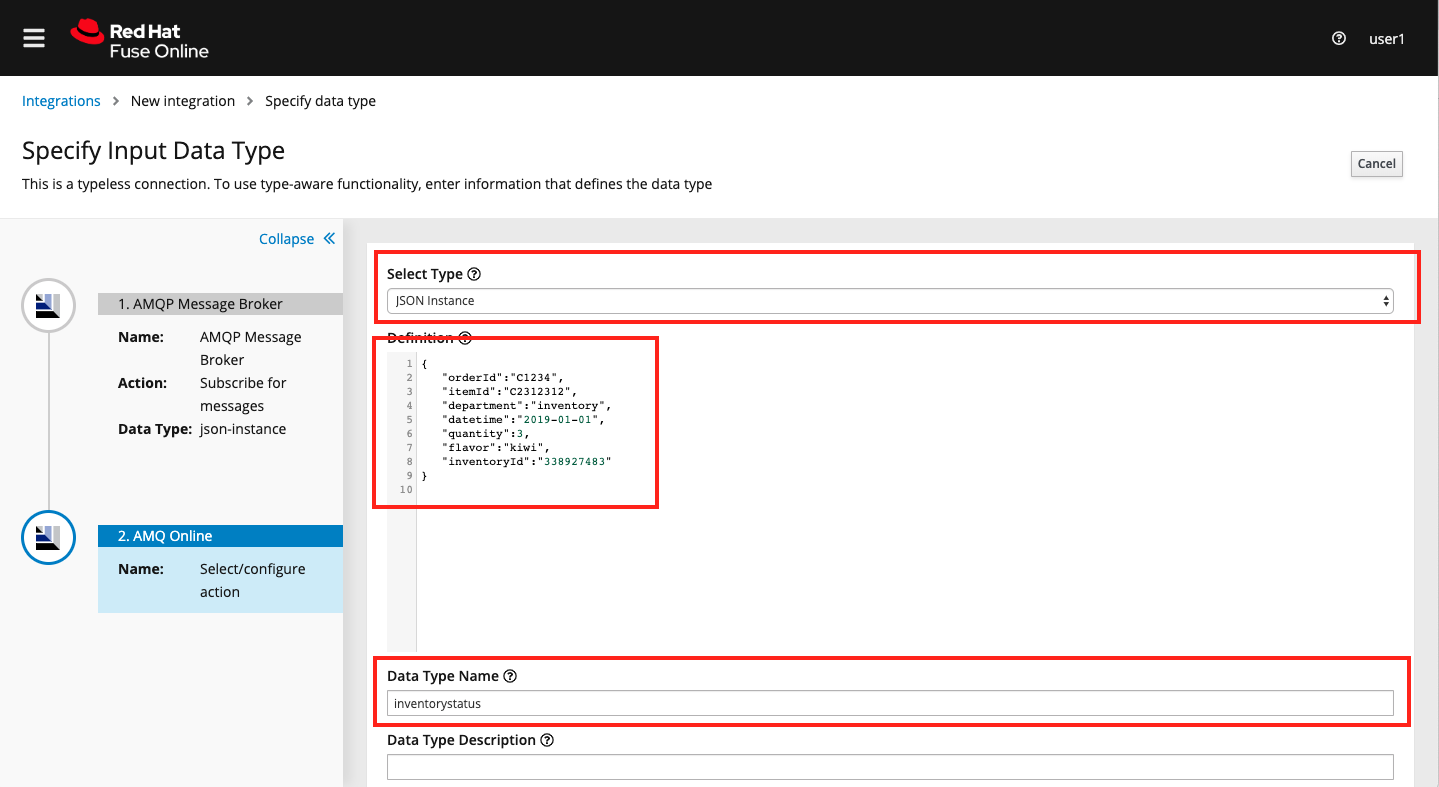 Red Hat
Fuse Online
user1
Integrations > New integration > Specify data type
Specify Input Data Type
Cancel
This is a typeless connection. To use type-aware functionality, enter information that defines the data type
Collapse
1. AMQP Message Broker
Name: AMQP Message
Broker
Action: Subscribe for
messages
Data Type: json-instance
2. AMQ Online
Name: Select/configure
action
Select Type
JSON Instance
Definition
1 {
2 "orderId":"C1234",
3 "itemId":"C2312312",
4 "department":"inventory",
5 "datetime":"2019-01-01",
6 "quantity":3,
7 "flavor":"kiwi",
8 "inventoryId":"338927483"
9 }
10
Data Type Name
inventorystatus
Data Type Description